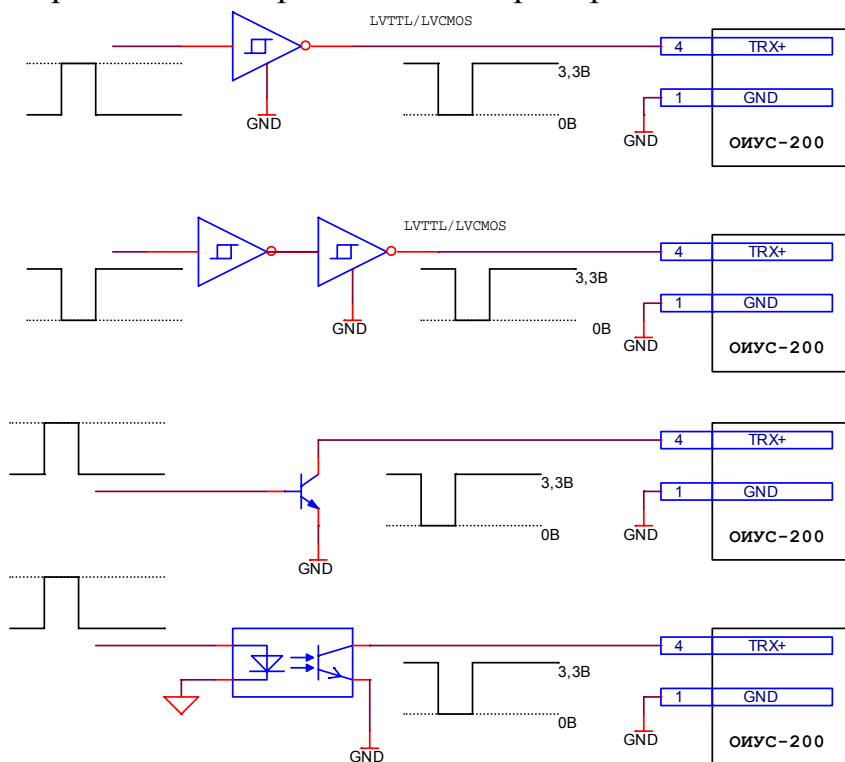 LVTTL/LVCMOS
4 TRX+
3,3В
1 GND
GND
0В
GND
ОИУС-200
LVTTL/LVCMOS
4 TRX+
3,3В
1 GND
GND
0В
GND
ОИУС-200
4 TRX+
3,3В
1 GND
0В
GND
ОИУС-200
GND
4 TRX+
3,3В
1 GND
0В
GND
GND
ОИУС-200